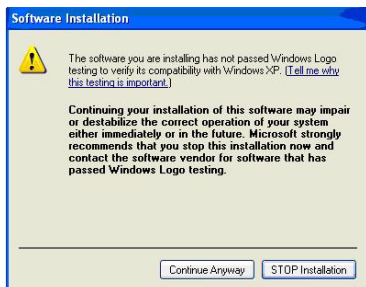 Software Installation
The software you are installing has not passed Windows Logo
testing to verify its compatibility with Windows XP. (Tell me why
this testing is important.)
Continuing your installation of this software may impair
or destabilize the correct operation of your system
either immediately or in the future. Microsoft strongly
recommends that you stop this installation now and
contact the software vendor for software that has
passed Windows Logo testing.
Continue Anyway
STOP Installation